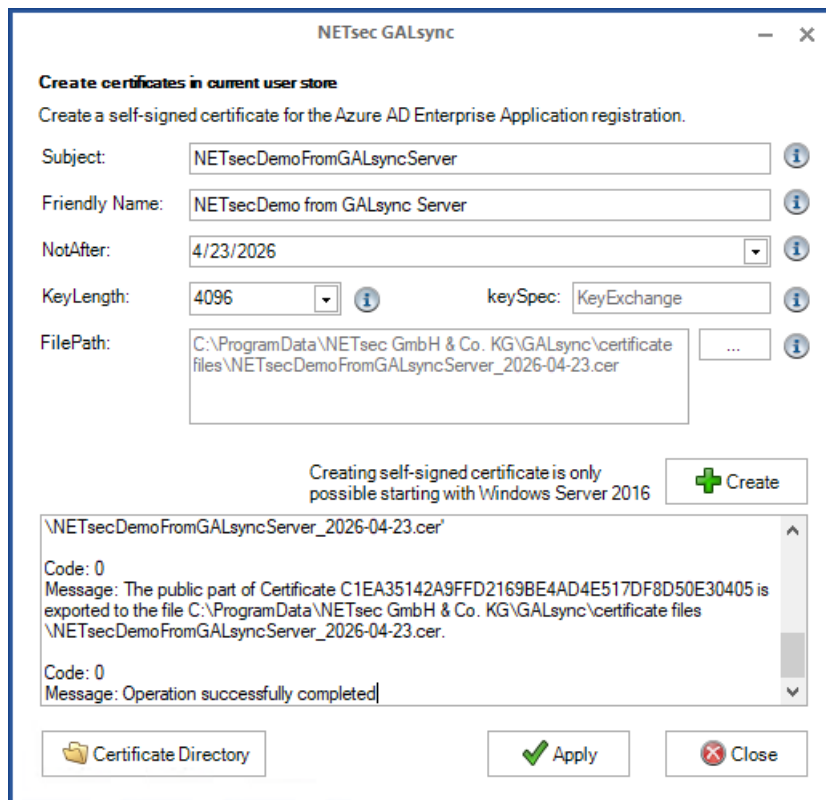 NETsec GALsync
Create certificates in current user store
Create a self-signed certificate for the Azure AD Enterprise Application registration.
Subject: NETsecDemoFromGALsyncServer
Friendly Name: NETsecDemo from GALsync Server
NotAfter: 4/23/2026
KeyLength: 4096 keySpec: KeyExchange
FilePath: C:\ProgramData\NETsec GmbH & Co. KG\GALsync\certificate ...
files\NETsecDemoFromGALsyncServer_2026-04-23.cer
Creating self-signed certificate is only
possible starting with Windows Server 2016
Create
\NETsecDemoFromGALsyncServer_2026-04-23.cer'
Code: 0
Message: The public part of Certificate C1EA35142A9FFD2169BE4AD4E517DF8D50E30405 is
exported to the file C:\ProgramData\NETsec GmbH & Co. KG\GALsync\certificate files
\NETsecDemoFromGALsyncServer_2026-04-23.cer.
Code: 0
Message: Operation successfully completed
Certificate Directory Apply Close